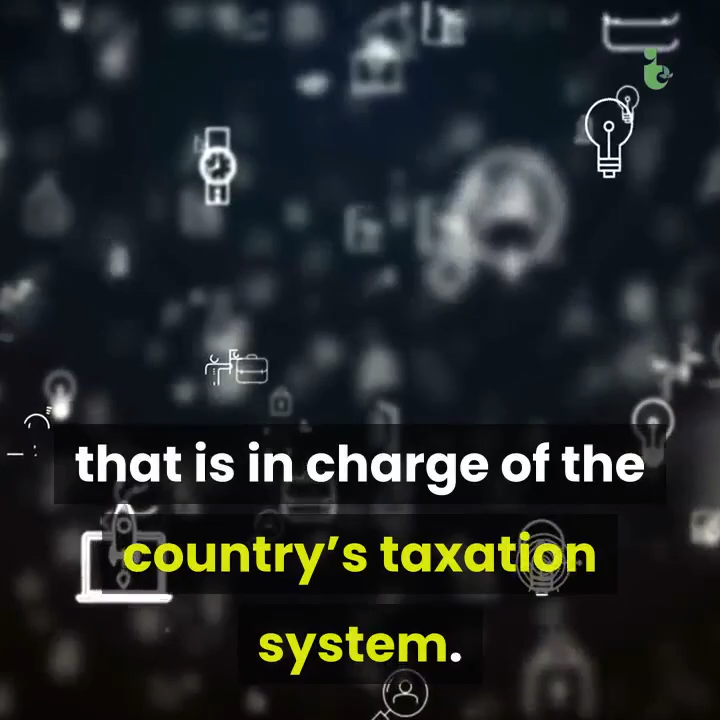 that is in charge of the
country’s taxation
system.